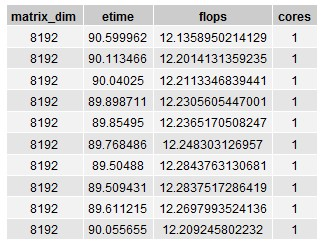 matrix_dim etime flops cores
8192 90.599962 12.1358950214129 1
8192 90.113466 12.2014131359235 1
8192 90.04025 12.2113346839441 1
8192 89.898711 12.2305605447001 1
8192 89.85495 12.2365170508247 1
8192 89.768486 12.248303126957 1
8192 89.50488 12.2843763130681 1
8192 89.509431 12.2837517286419 1
8192 89.611215 12.2697993524136 1
8192 90.055655 12.209245802232 1